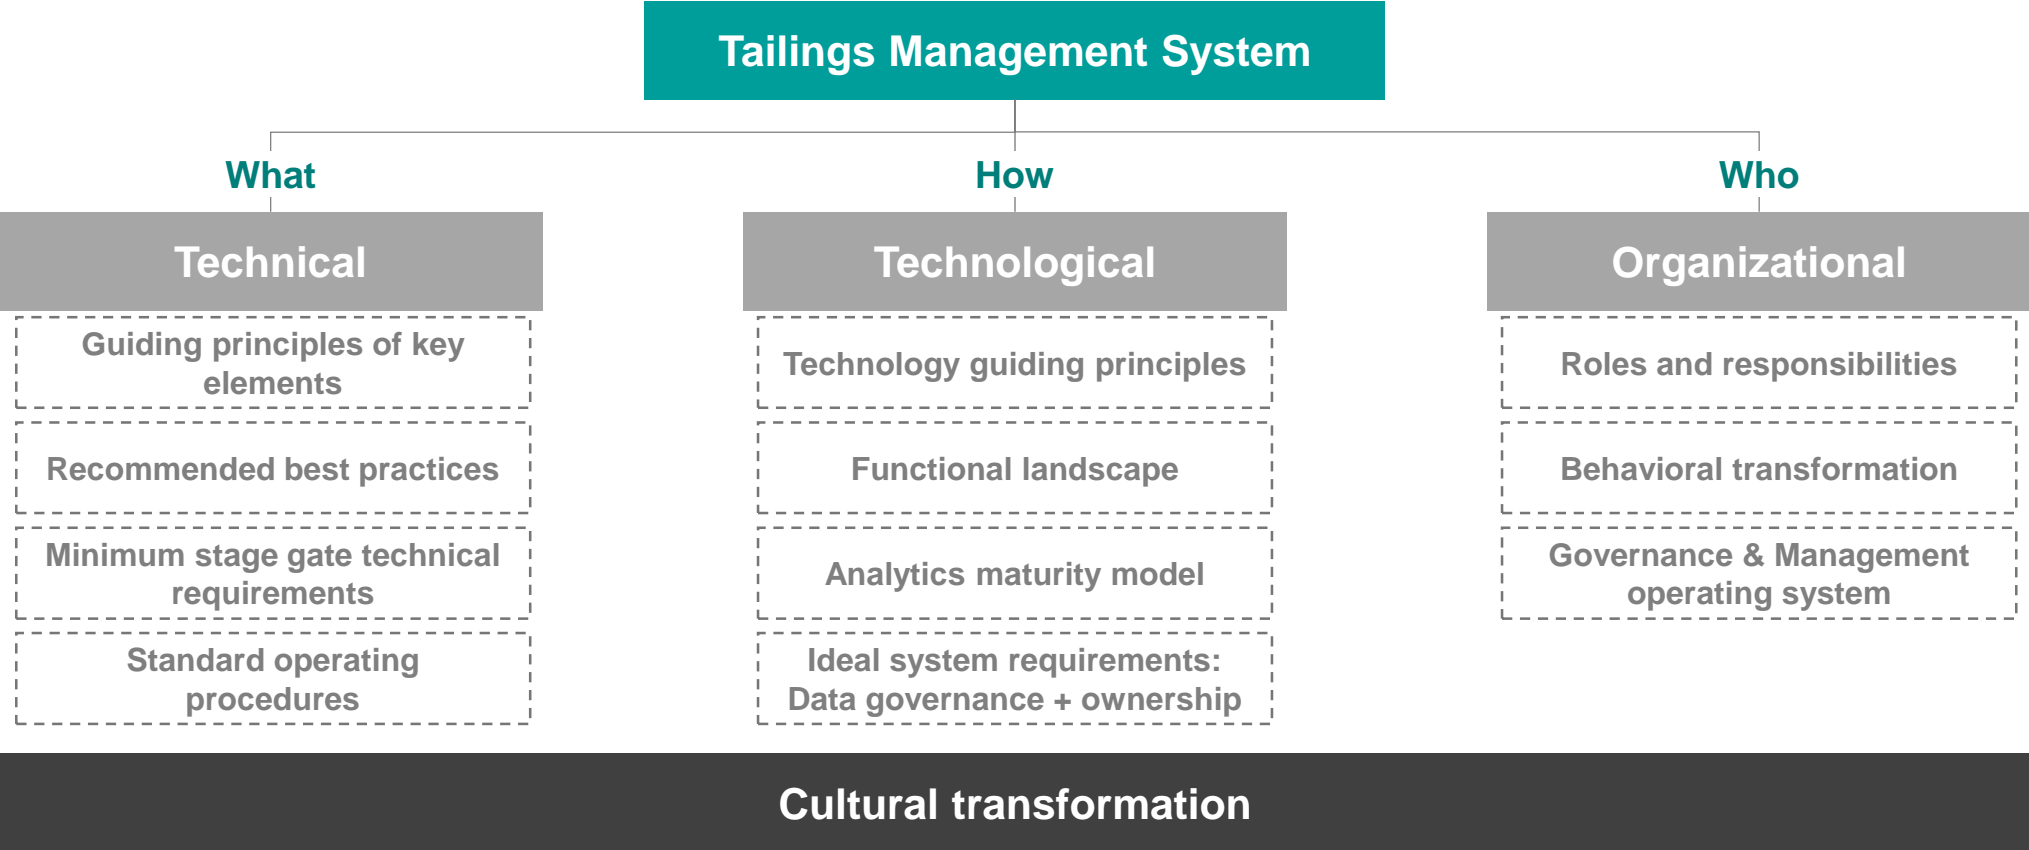 Tailings Management System
What
How
Who
Technical
Technological
Organizational
Guiding principles of key
elements
Recommended best practices
Minimum stage gate technical
requirements
Standard operating
procedures
Technology guiding principles
Functional landscape
Analytics maturity model
Ideal system requirements:
Data governance + ownership
Roles and responsibilities
Behavioral transformation
Governance & Management
operating system
Cultural transformation